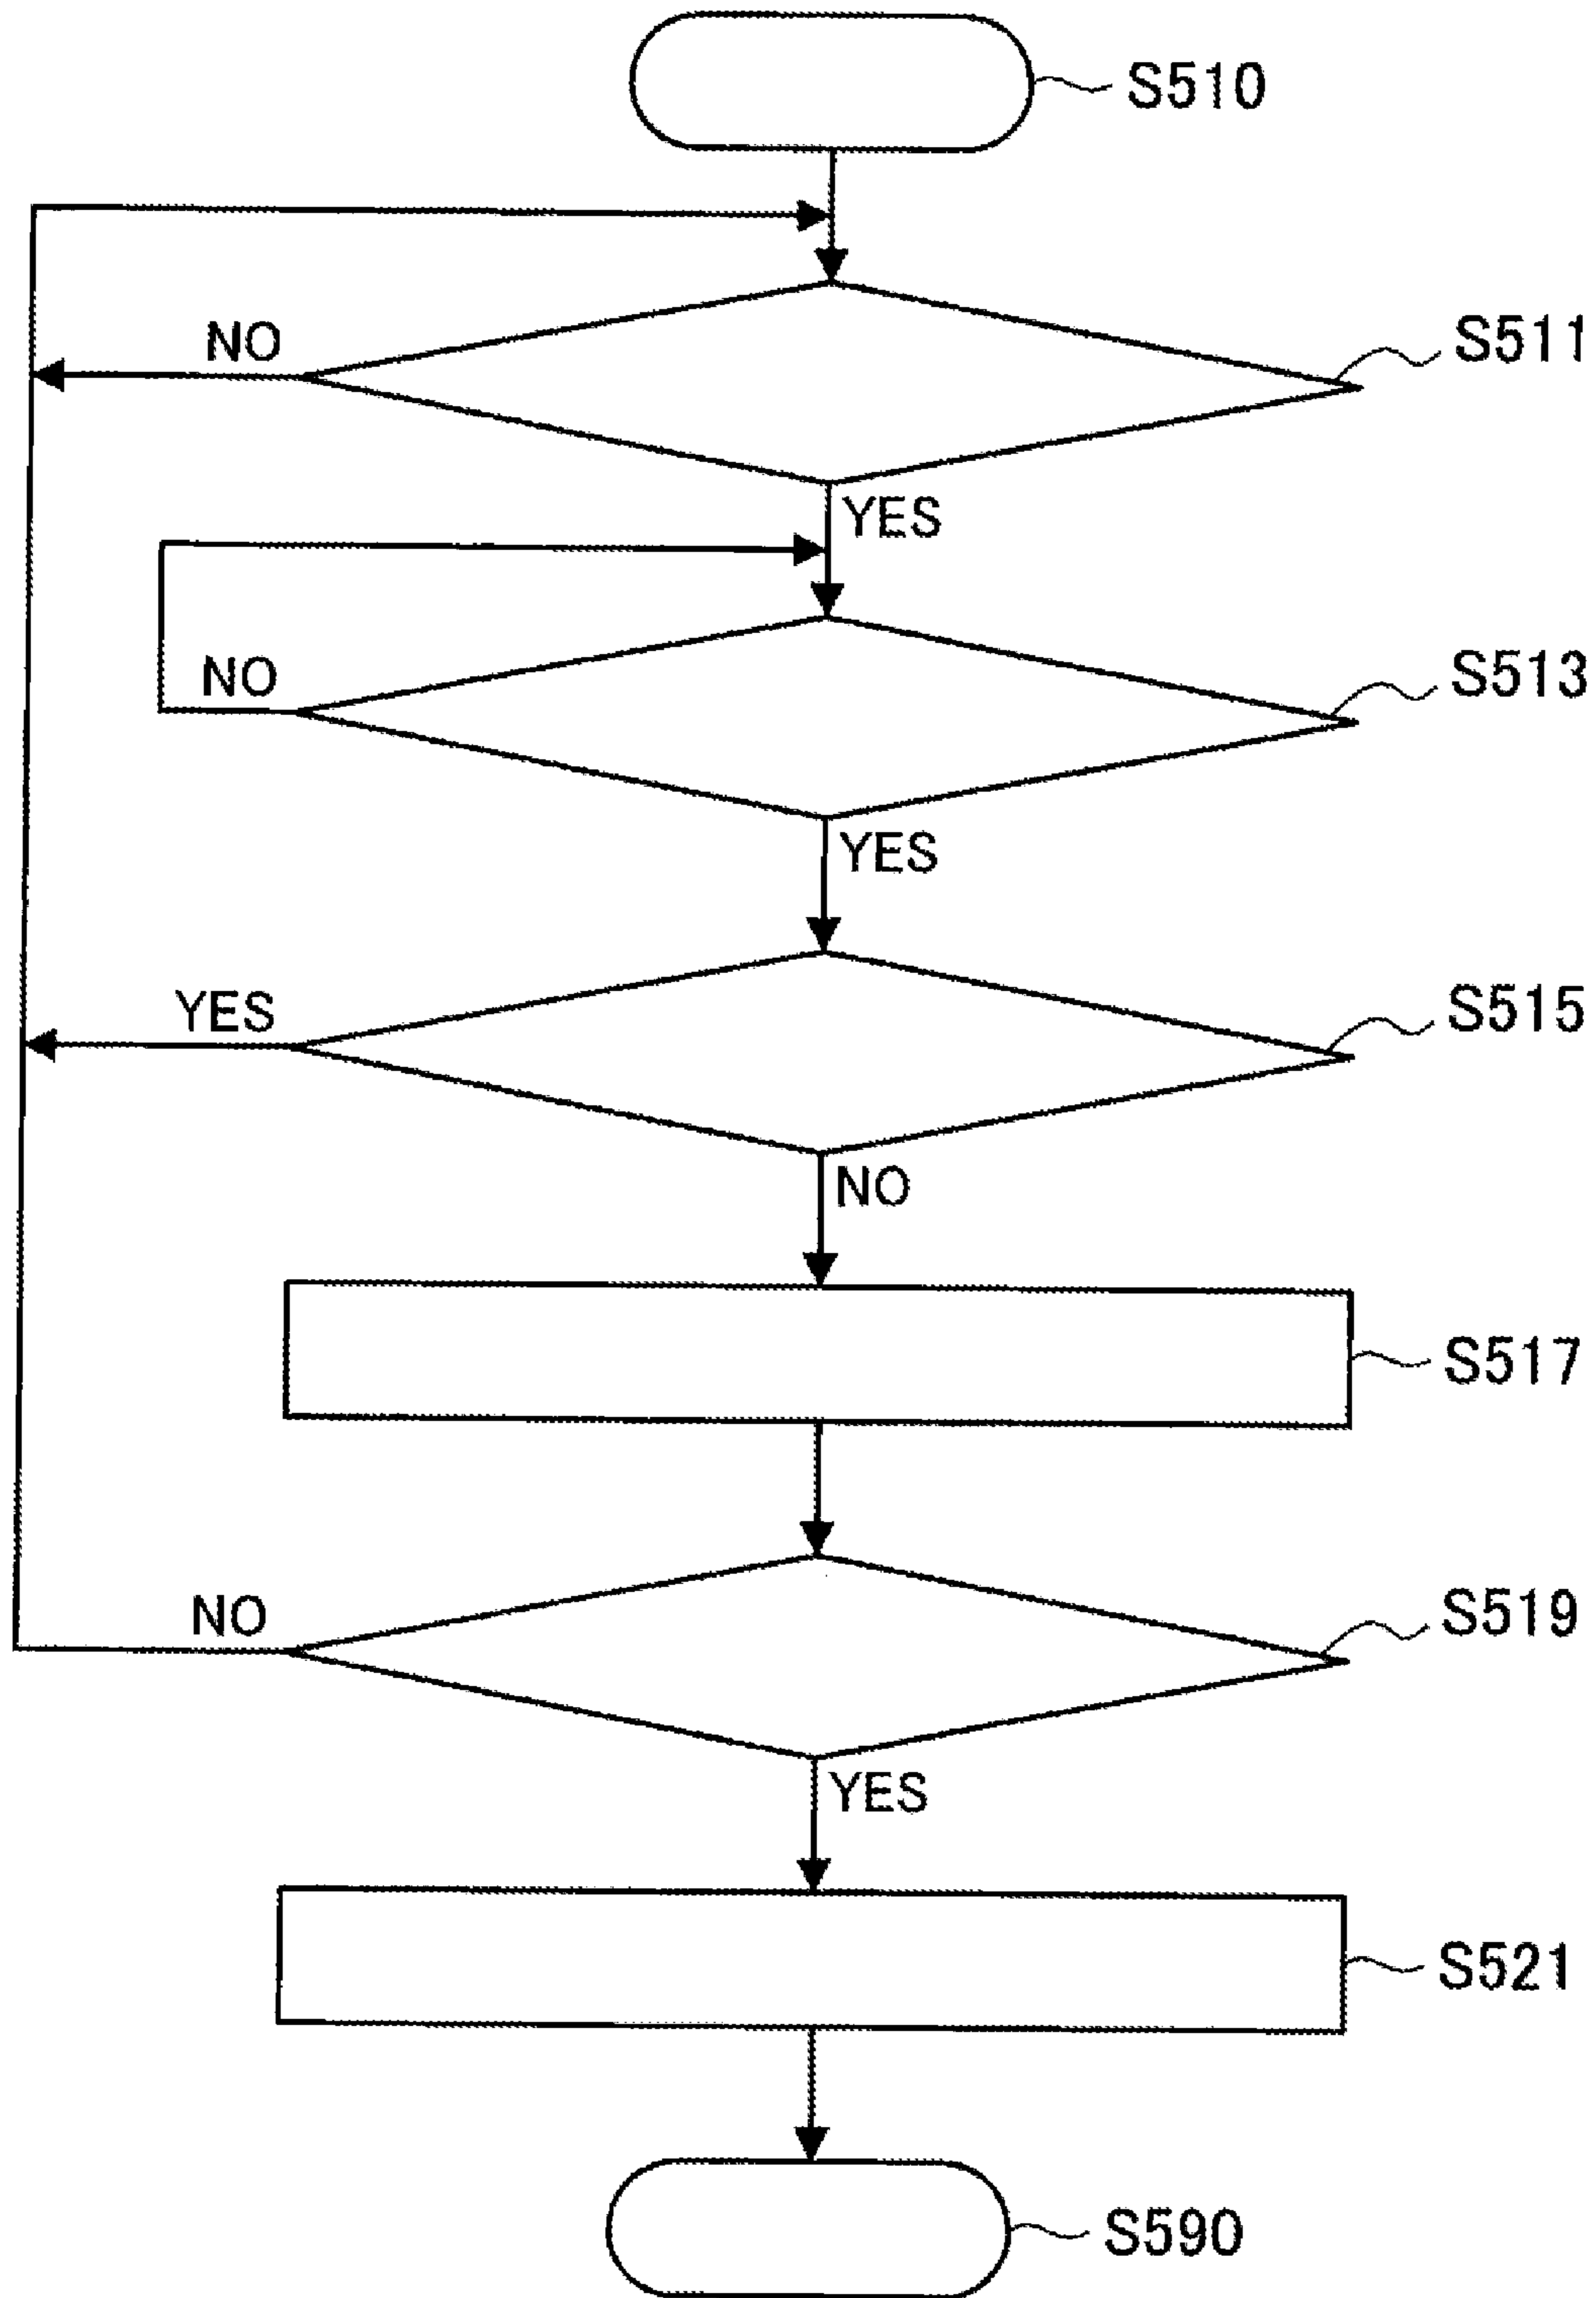 S510
NO
S511
YES
NO
S513
YES
YES
S515
NO
S517
NO
S519
YES
S521
S590